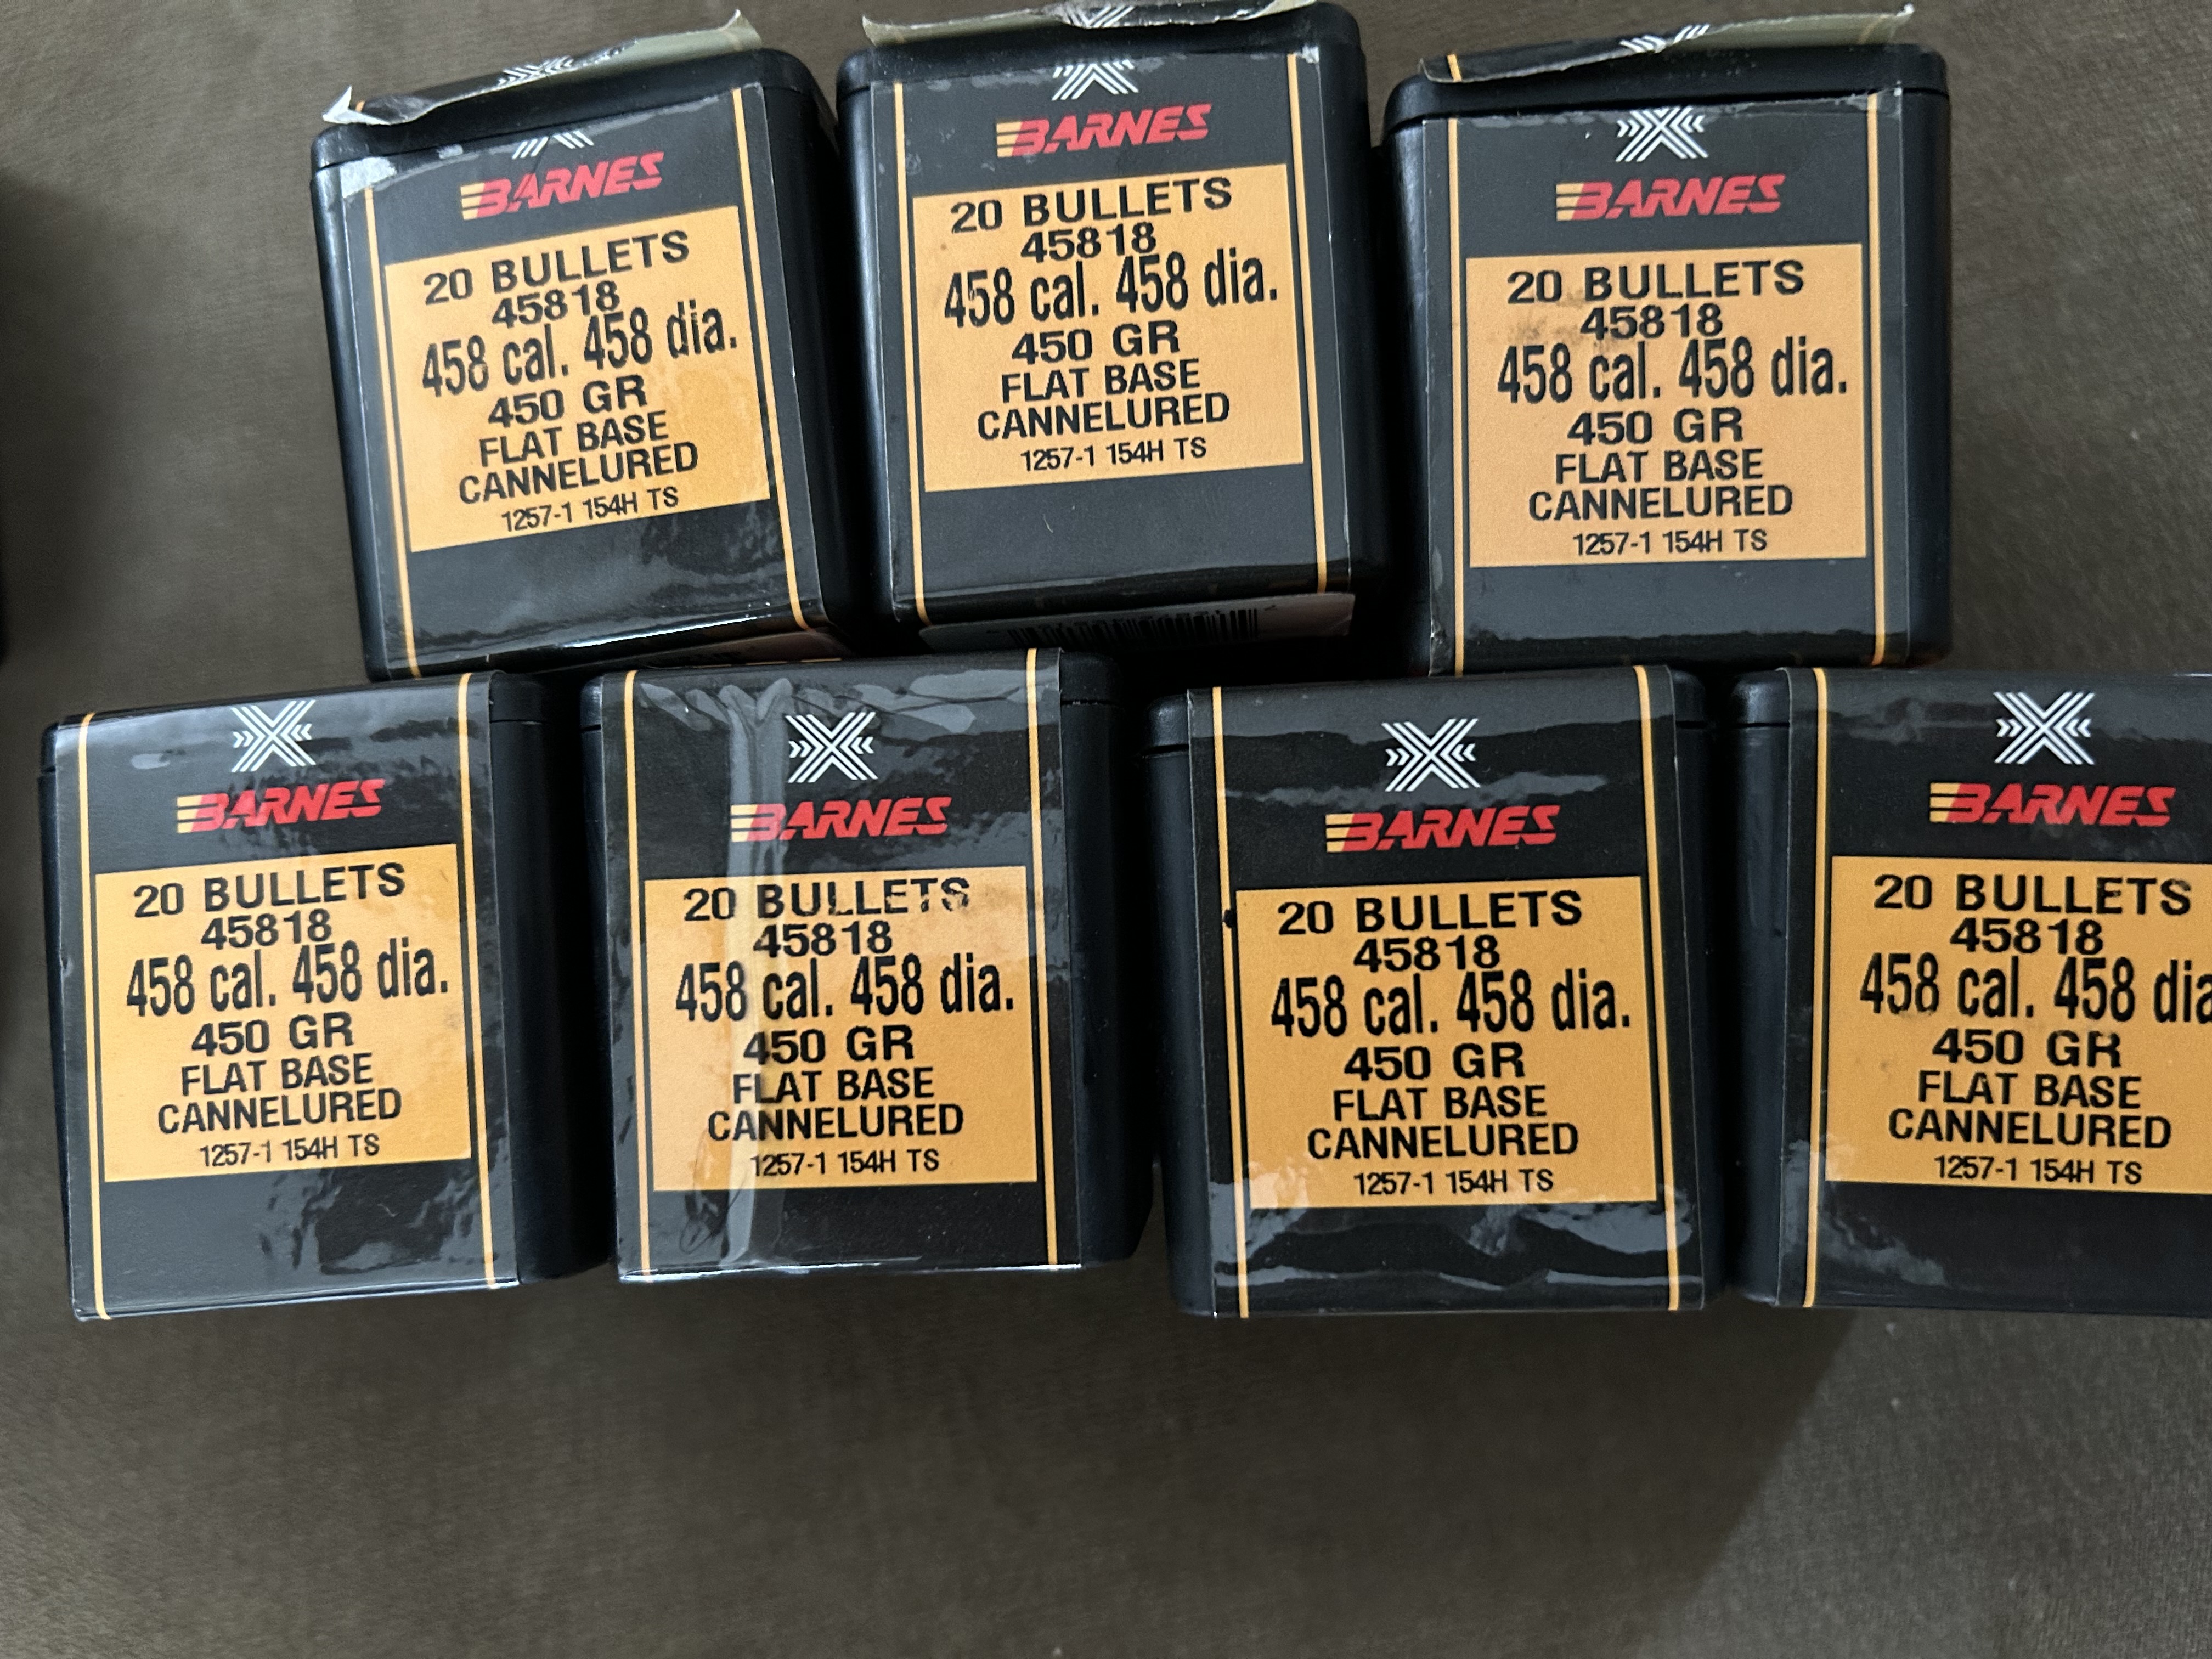 BARNES
20 BULLETS
45818
458 cal. 458 dia.
450 GR
FLAT BASE
CANNELURED
1257-1 154H TS
BARNES
20 BULLETS
45818
458 cal. 458 dia.
450 GR
FLAT BASE
CANNELURED
1257-1 154H TS
BARNES
20 BULLETS
45818
458 cal. 458 dia.
450 GR
FLAT BASE
CANNELURED
1257-1 154H TS
X
BARNES
20 BULLETS
45818
458 cal. 458 dia.
450 GR
FLAT BASE
CANNELURED
1257-1 154H TS
X
BARNES
20 BULLETS
45818
458 cal. 458 dia.
450 GR
FLAT BASE
CANNELURED
1257-1 154H TS
X
BARNES
20 BULLETS
45818
458 cal. 458 dia.
450 GR
FLAT BASE
CANNELURED
1257-1 154H TS
X
BARNES
20 BULLETS
45818
458 cal. 458 dia
450 GR
FLAT BASE
CANNELURED
1257-1 154H TS